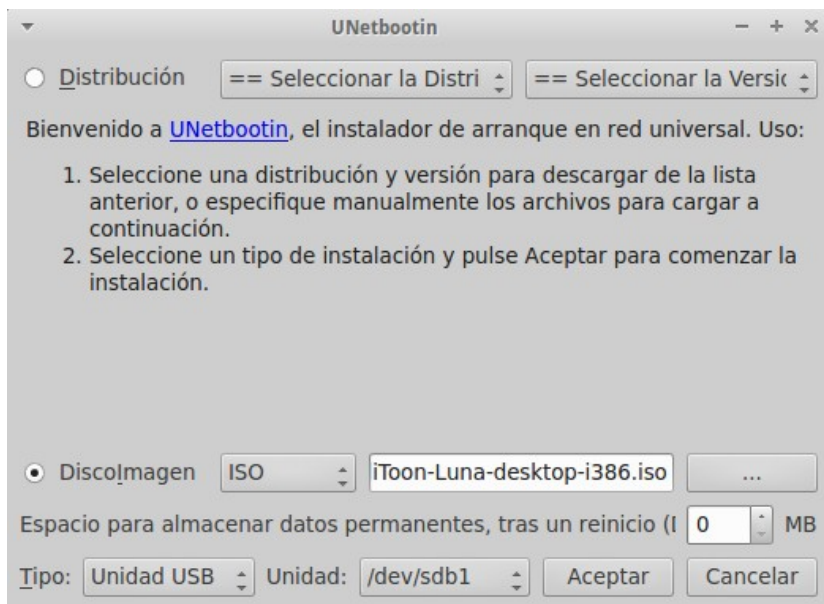 UNetbootin
Distribución == Seleccionar la Distri == Seleccionar la Versic
Bienvenido a UNetbootin, el instalador de arranque en red universal. Uso:
1. Seleccione una distribución y versión para descargar de la lista
anterior, o especifique manualmente los archivos para cargar a
continuación.
2. Seleccione un tipo de instalación y pulse Aceptar para comenzar la
instalación.
DiscoImagen ISO iToon-Luna-desktop-i386.iso ...
Espacio para almacenar datos permanentes, tras un reinicio ( 0 MB
Tipo: Unidad USB Unidad: /dev/sdb1 Aceptar Cancelar